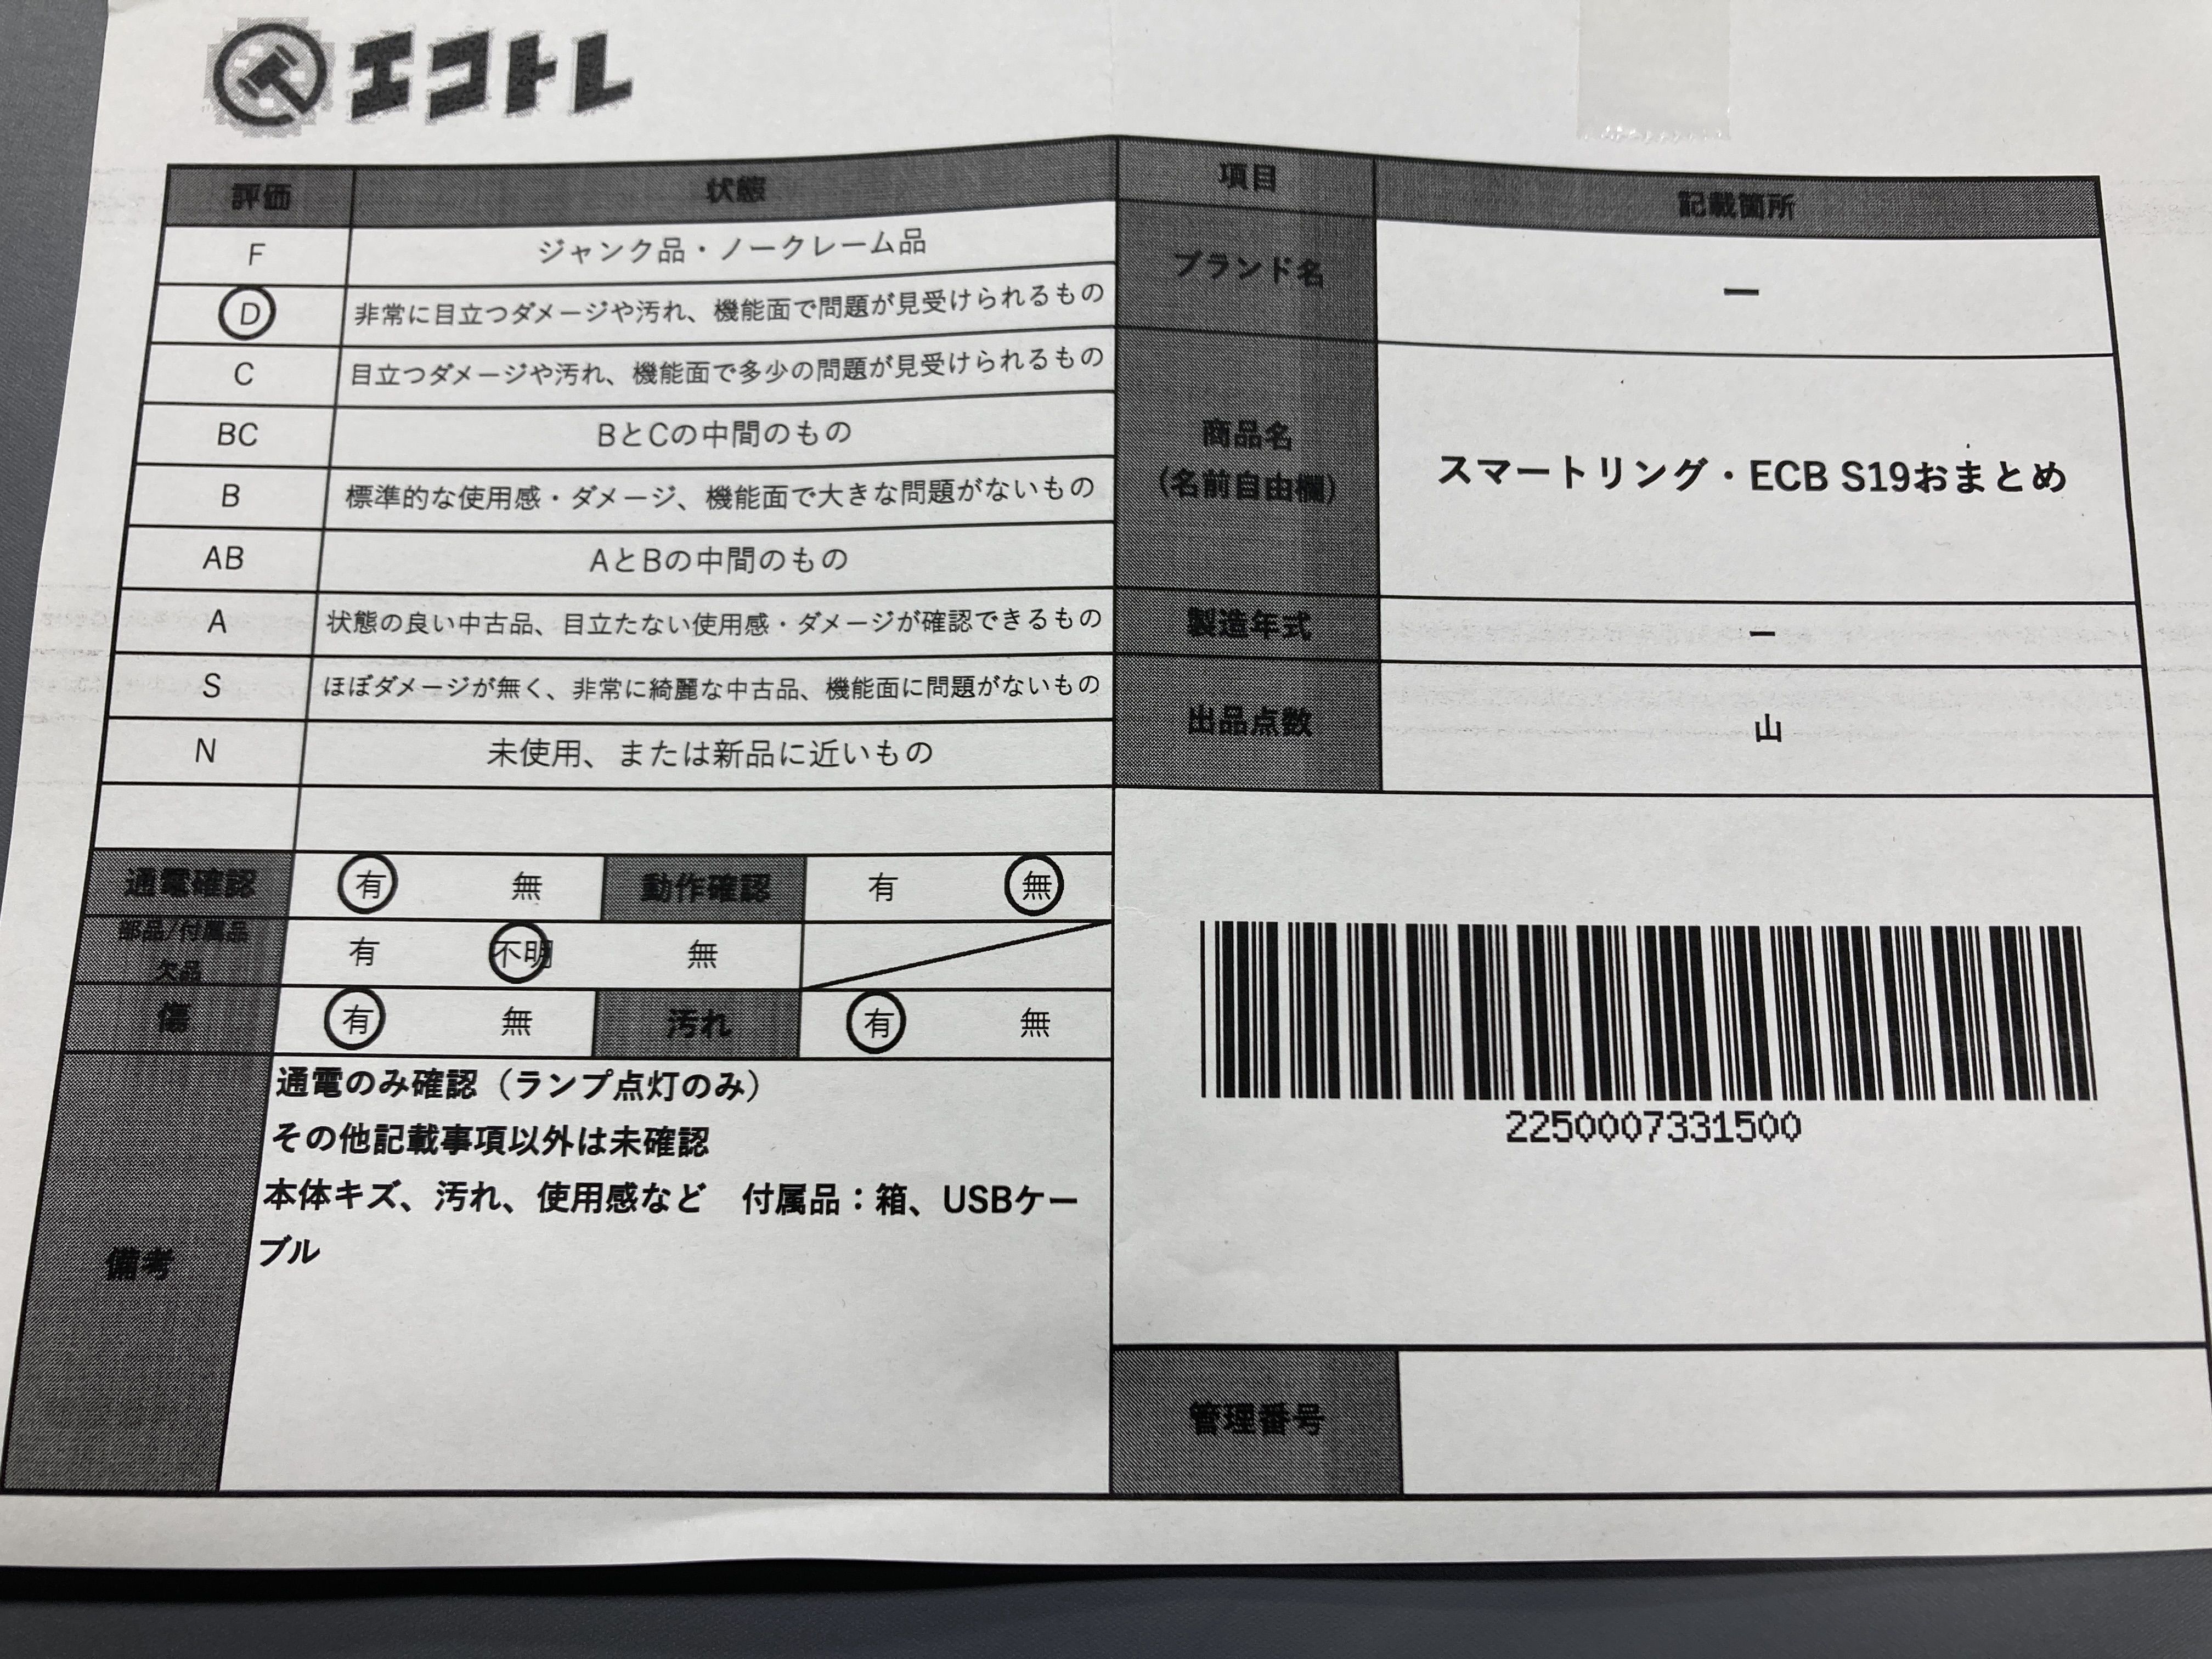 エコトレ
評価 状態
F ジャンク品・ノークレーム品
D 非常に目立つダメージや汚れ、機能面で問題が見受けられるもの
C 目立つダメージや汚れ、機能面で多少の問題が見受けられるもの
BC BとCの中間のもの
B 標準的な使用感・ダメージ、機能面で大きな問題がないもの
AB AとBの中間のもの
A 状態の良い中古品、目立たない使用感・ダメージが確認できるもの
S ほぼダメージが無く、非常に綺麗な中古品、機能面に問題がないもの
N 未使用、または新品に近いもの
通電確認 有 無 動作確認 有 無
部品/付属品
欠品 有 不明 無
傷 有 無 汚れ 有 無
備考
通電のみ確認（ランプ点灯のみ）
その他記載事項以外は未確認
本体キズ、汚れ、使用感など 付属品：箱、USBケー
ブル
項目 記載箇所
ブランド名 ー
商品名
（名前自由欄） スマートリング・ECB S19おまとめ
製造年式 ー
出品点数 山
2250007331500
管理番号